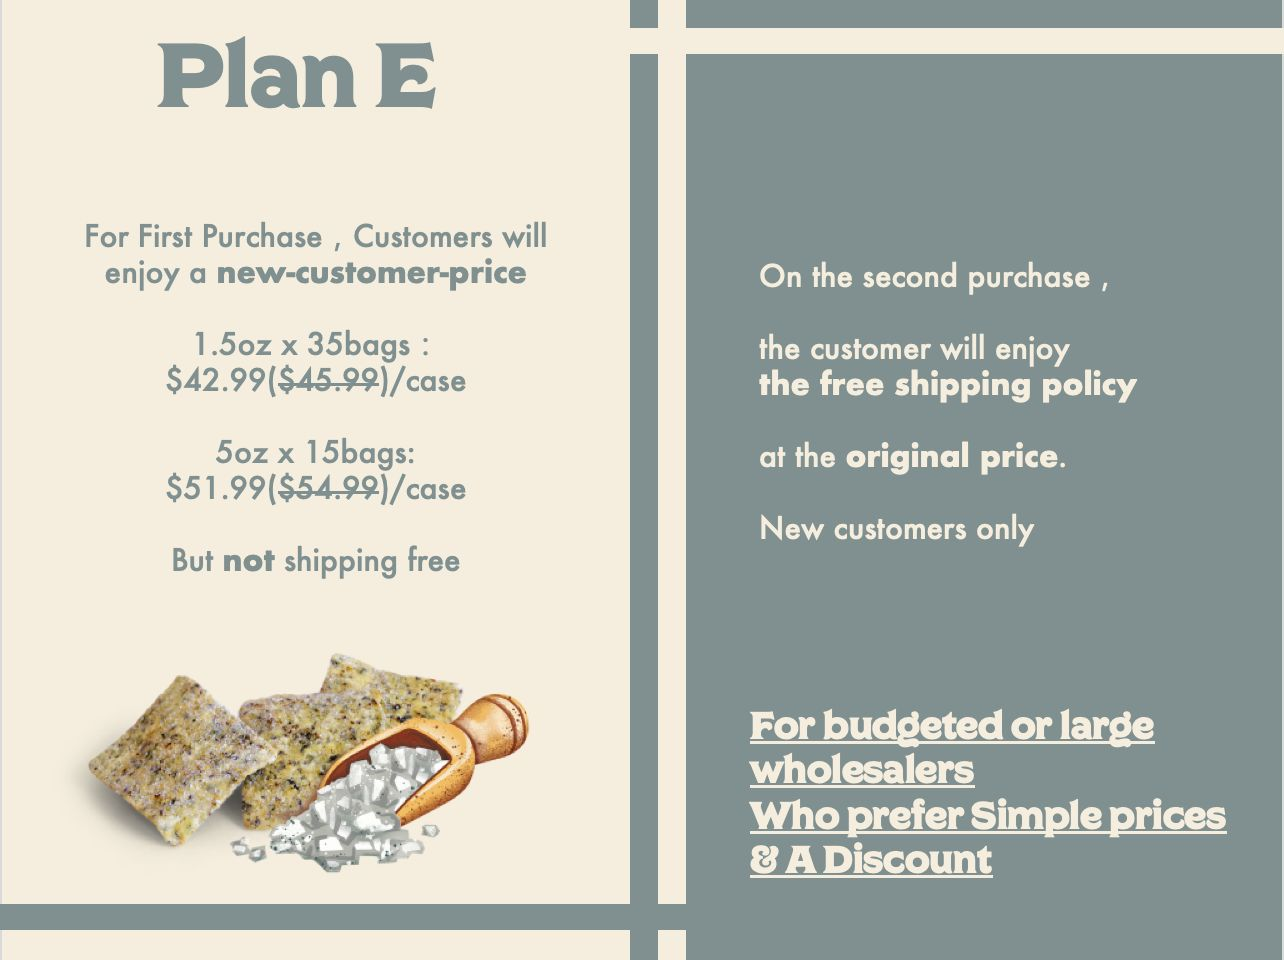 Plan E
For First Purchase , Customers will
enjoy a new-customer-price
1.5oz x 35bags :
$42.99($45.99)/case
5oz x 15bags:
$51.99($54.99)/case
But not shipping free
On the second purchase ,
the customer will enjoy
the free shipping policy
at the original price.
New customers only
For budgeted or large
wholesalers
Who prefer Simple prices
& A Discount